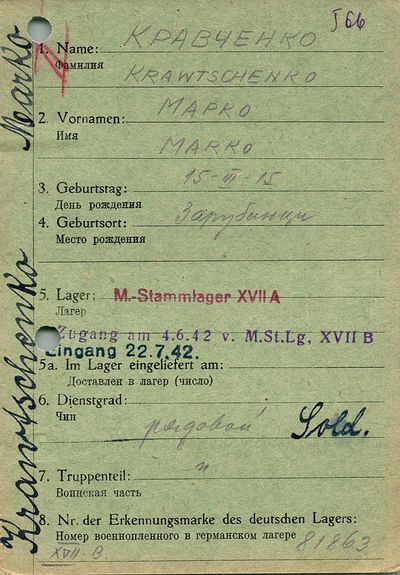 566
1. Name: КРАВЧЕНКО
Фамилия
KRAWTSCHENKO
2. Vornamen: МАРКО
Имя
MARKO
3. Geburtstag: 15-III-15
День рождения
4. Geburtsort: Зарубинци
Место рождения
5. Lager: M.-Stammlager XVII A
Лагер
Zugang am 4.6.42 v. M.St.Lg, XVII B
Eingang 22.7.42.
5a. Im Lager eingeliefert am:
Доставлен в лагер (число)
6. Dienstgrad:
Чин
рядовой Sold.
7. Truppenteil:
Воинская часть
8. Nr. der Erkennungsmarke des deutschen Lagers:
Номер военнопленного в германском лагере 81863
XVII-B.
Krawtschenko Marko